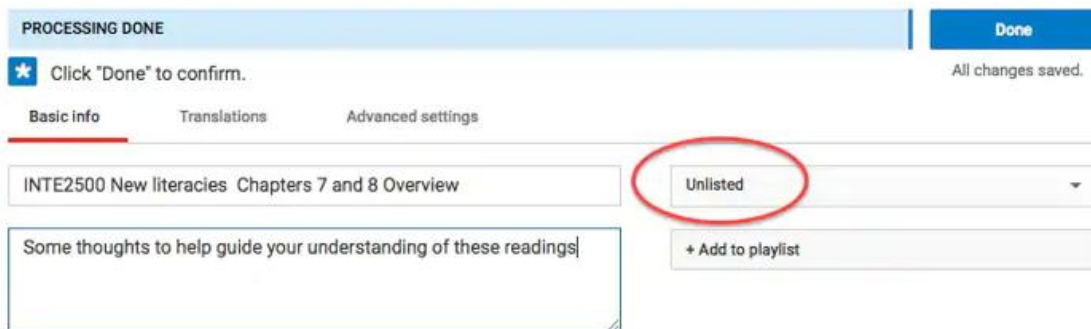 PROCESSING DONE
Done
Click "Done" to confirm.
All changes saved.
Basic info Translations Advanced settings
INTE2500 New literacies Chapters 7 and 8 Overview
Unlisted
Some thoughts to help guide your understanding of these readings
+ Add to playlist